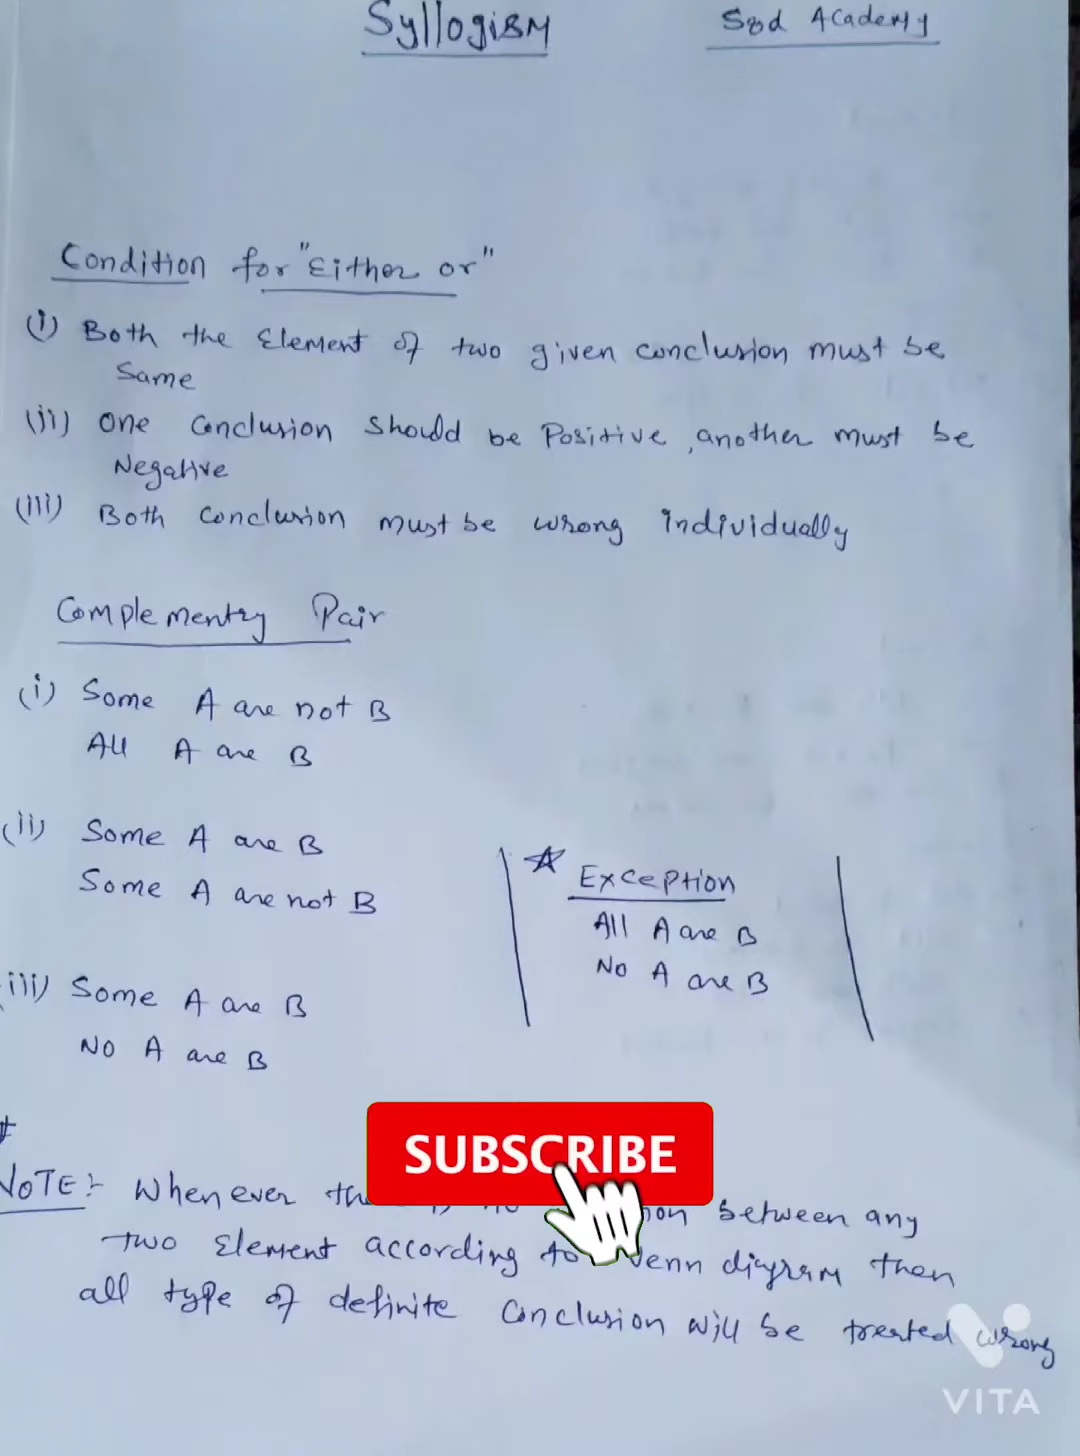 Syllogism
Srd Academy
Condition for "Either or"
(i) Both the Element of two given conclusion must be
Same
(ii) One Conclusion should be Positive, another must be
Negative
(iii) Both Conclusion must be wrong individually
Complementry Pair
(i) Some A are not B
All A are B
(ii) Some A are B
Some A are not B
Exception
All A are B
No A are B
iii) Some A are B
No A are B
SUBSCRIBE
NOTE:- Whenever between any
two Element according to Venn diagram then
all type of definite Conclusion will be treated wrong
VITA